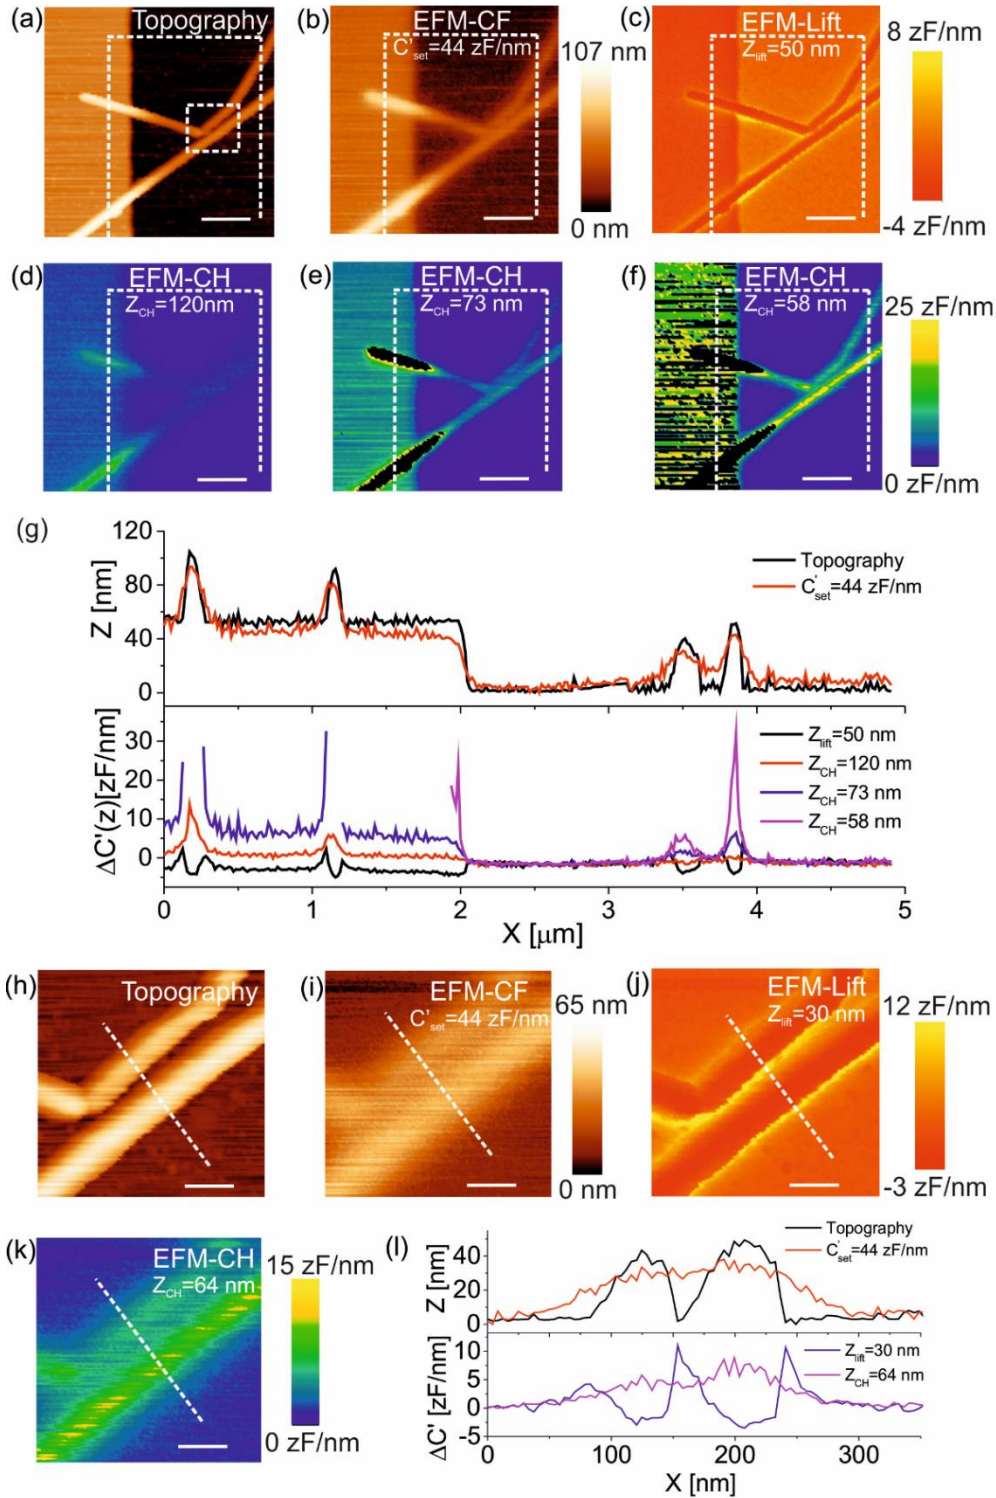 (a) Topography
(b) EFM-CF
C'set=44 zF/nm
107 nm
0 nm
(c) EFM-Lift
Zlift=50 nm
8 zF/nm
-4 zF/nm
(d) EFM-CH
ZCH=120nm
(e) EFM-CH
ZCH=73 nm
(f) EFM-CH
ZCH=58 nm
25 zF/nm
0 zF/nm
(g)
120
80
40
0
Z [nm]
Topography
C'set=44 zF/nm
30
20
10
0
ΔC'(z)[zF/nm]
Zlift=50 nm
ZCH=120 nm
ZCH=73 nm
ZCH=58 nm
0 1 2 3 4 5
X [μm]
(h) Topography
(i) EFM-CF
C'set=44 zF/nm
65 nm
0 nm
(j) EFM-Lift
Zlift=30 nm
12 zF/nm
-3 zF/nm
(k) EFM-CH
ZCH=64 nm
15 zF/nm
0 zF/nm
(l)
Topography
C'set=44 zF/nm
40
20
0
Z [nm]
Zlift=30 nm
ZCH=64 nm
10
5
0
-5
ΔC' [zF/nm]
0 100 200 300
X [nm]